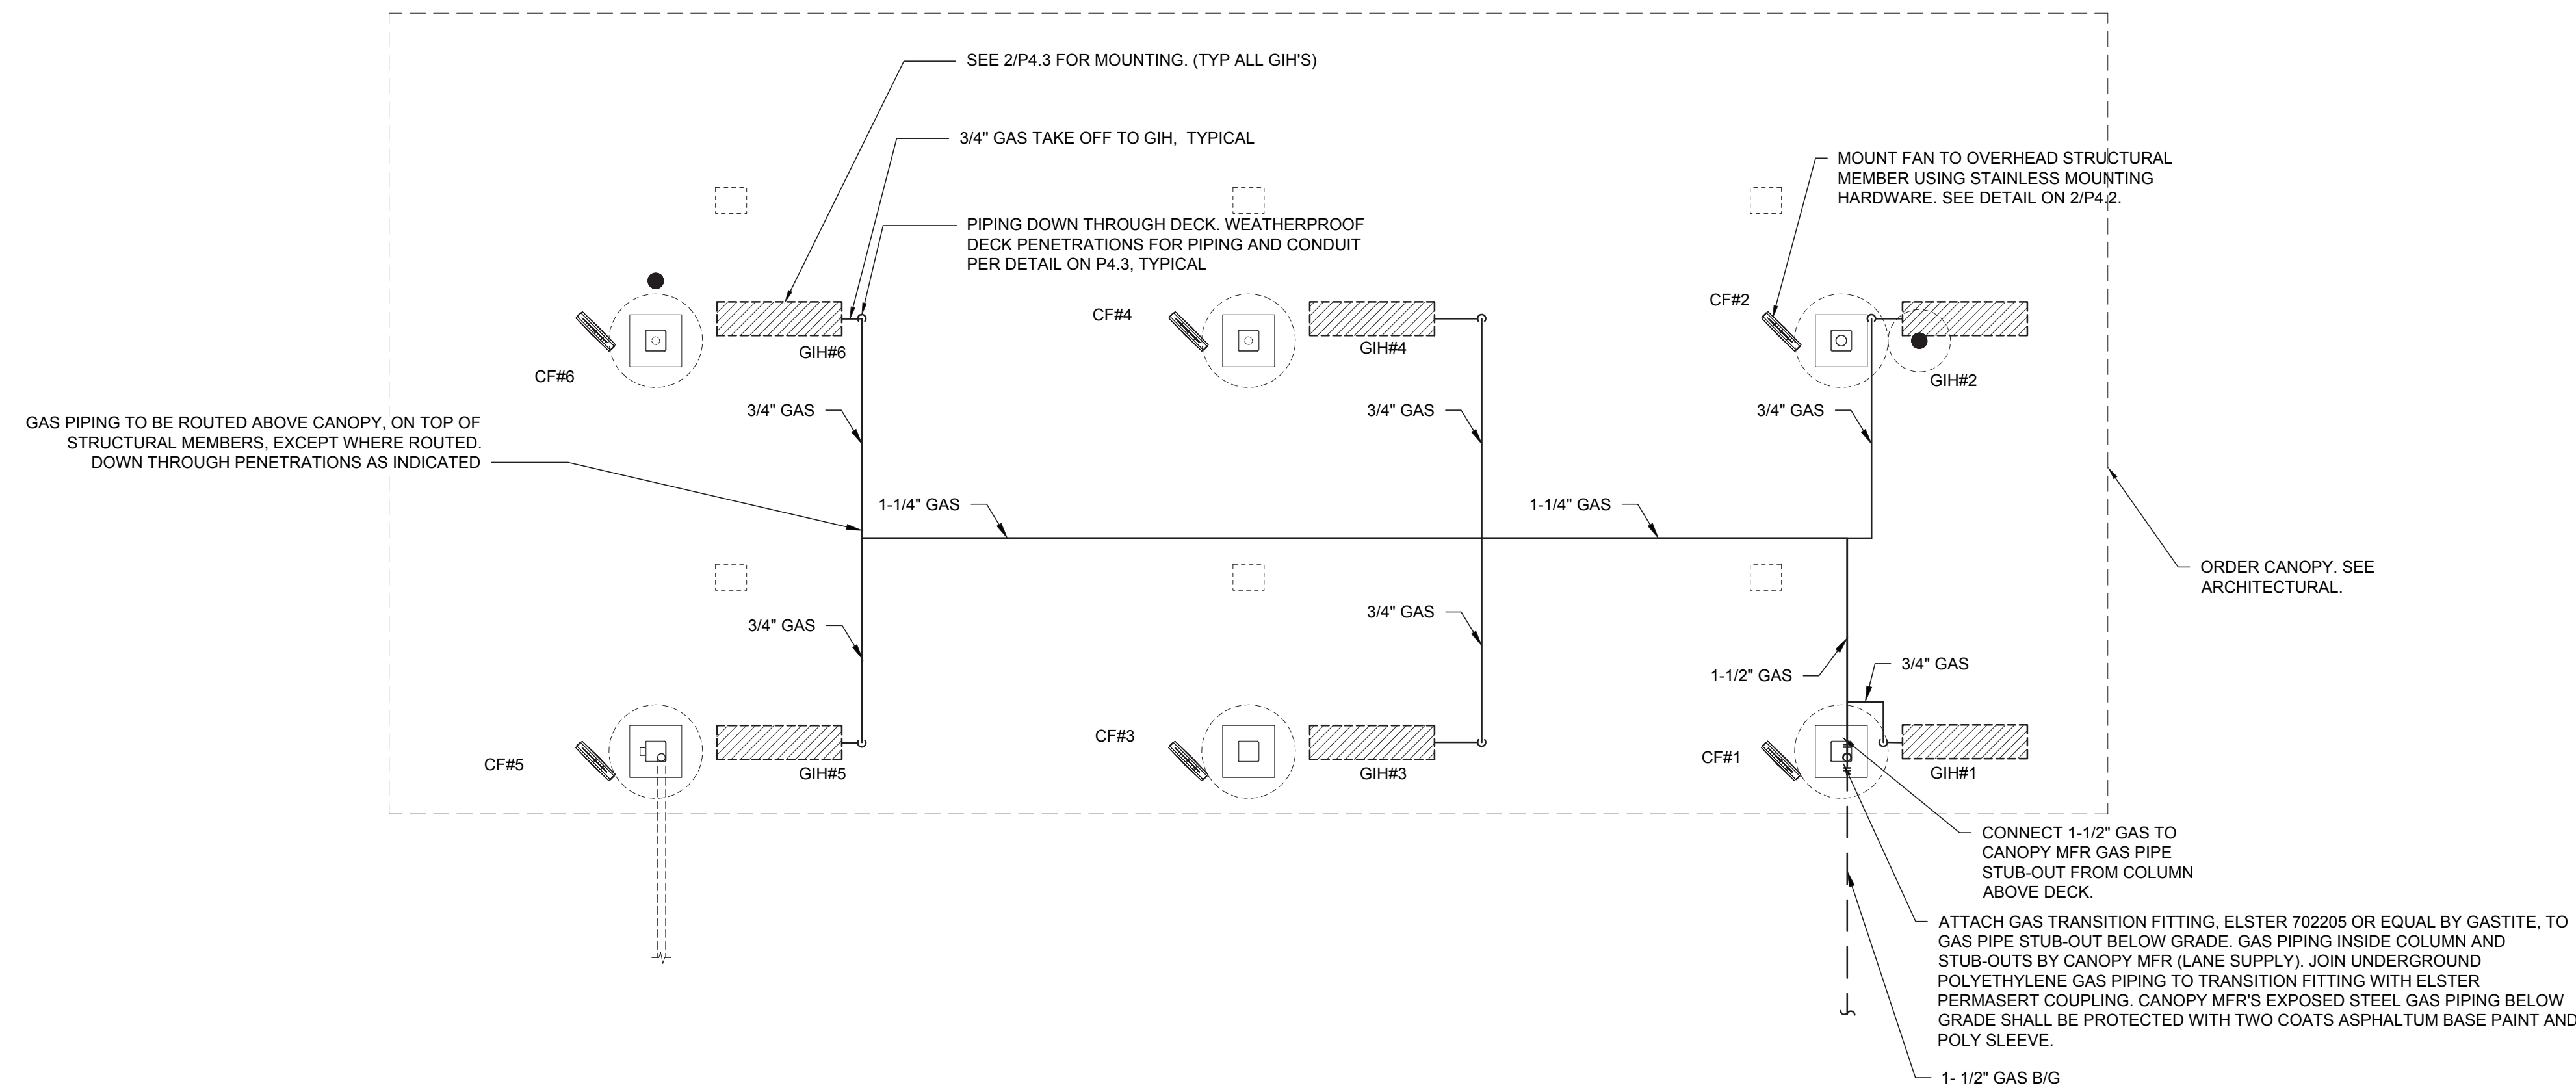 SEE 2/P4.3 FOR MOUNTING. (TYP ALL GIH'S)
3/4" GAS TAKE OFF TO GIH, TYPICAL
MOUNT FAN TO OVERHEAD STRUCTURAL
MEMBER USING STAINLESS MOUNTING
HARDWARE. SEE DETAIL ON 2/P4.2.
PIPING DOWN THROUGH DECK. WEATHERPROOF
DECK PENETRATIONS FOR PIPING AND CONDUIT
PER DETAIL ON P4.3, TYPICAL
CF#2
CF#4
GIH#6
GIH#4
CF#6
GIH#2
3/4" GAS
3/4" GAS
3/4" GAS
GAS PIPING TO BE ROUTED ABOVE CANOPY, ON TOP OF
STRUCTURAL MEMBERS, EXCEPT WHERE ROUTED.
DOWN THROUGH PENETRATIONS AS INDICATED
1-1/4" GAS
1-1/4" GAS
ORDER CANOPY. SEE
ARCHITECTURAL.
3/4" GAS
3/4" GAS
3/4" GAS
1-1/2" GAS
CF#5
CF#3
CF#1
GIH#5
GIH#3
GIH#1
CONNECT 1-1/2" GAS TO
CANOPY MFR GAS PIPE
STUB-OUT FROM COLUMN
ABOVE DECK.
ATTACH GAS TRANSITION FITTING, ELSTER 702205 OR EQUAL BY GASTITE, TO
GAS PIPE STUB-OUT BELOW GRADE. GAS PIPING INSIDE COLUMN AND
STUB-OUTS BY CANOPY MFR (LANE SUPPLY). JOIN UNDERGROUND
POLYETHYLENE GAS PIPING TO TRANSITION FITTING WITH ELSTER
PERMASERT COUPLING. CANOPY MFR'S EXPOSED STEEL GAS PIPING BELOW
GRADE SHALL BE PROTECTED WITH TWO COATS ASPHALTUM BASE PAINT AND
POLY SLEEVE.
1- 1/2" GAS B/G